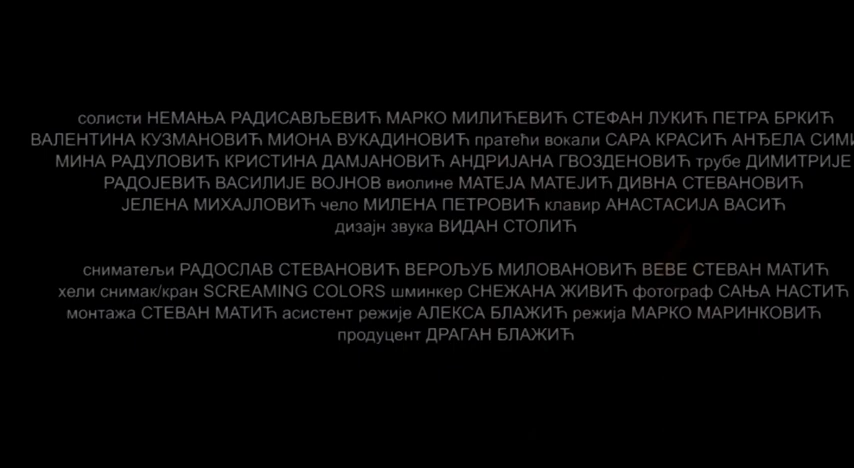 солисти НЕМАЊА РАДИСАВЉЕВИЋ МАРКО МИЛИЋЕВИЋ СТЕФАН ЛУКИЋ ПЕТРА БРКИЋ
ВАЛЕНТИНА КУЗМАНОВИЋ МИОНА ВУКАДИНОВИЋ пратећи вокали САРА КРАСИЋ АНЂЕЛА
МИНА РАДУЛОВИЋ КРИСТИНА ДАМЈАНОВИЋ АНДРИЈАНА ГВОЗДЕНОВИЋ трубе ДИМИТРИЈЕ
РАДОЈЕВИЋ ВАСИЛИЈЕ ВОЈНОВ виолине МАТЕЈА МАТЕЈИЋ ДИВНА СТЕВАНОВИЋ
ЈЕЛЕНА МИХАЈЛОВИЋ чело МИЛЕНА ПЕТРОВИЋ клавир АНАСТАСИЈА ВАСИЋ
дизајн звука ВИДАН СТОЛИЋ
сниматељи РАДОСЛАВ СТЕВАНОВИЋ ВЕРОЉУБ МИЛОВАНОВИЋ ВЕВЕ СТЕВАН МАТИЋ
хели снимак/кран SCREAMING COLORS шминкер СНЕЖАНА ЖИВИЋ фотограф САЊА НАСТИЋ
монтажа СТЕВАН МАТИЋ асистент режије АЛЕКСА БЛАЖИЋ режија МАРКО МАРИНКОВИЋ
продуцент ДРАГАН БЛАЖИЋ